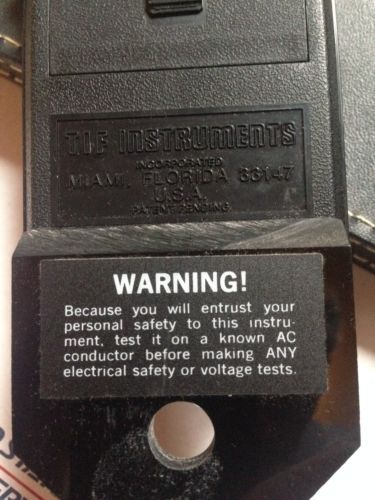 TIF INSTRUMENTS
INCORPORATED
MIAMI, FLORIDA 33147
U.S.A.
PATENT PENDING
WARNING!
Because you will entrust your
personal safety to this instru-
ment, test it on a known AC
conductor before making ANY
electrical safety or voltage tests.